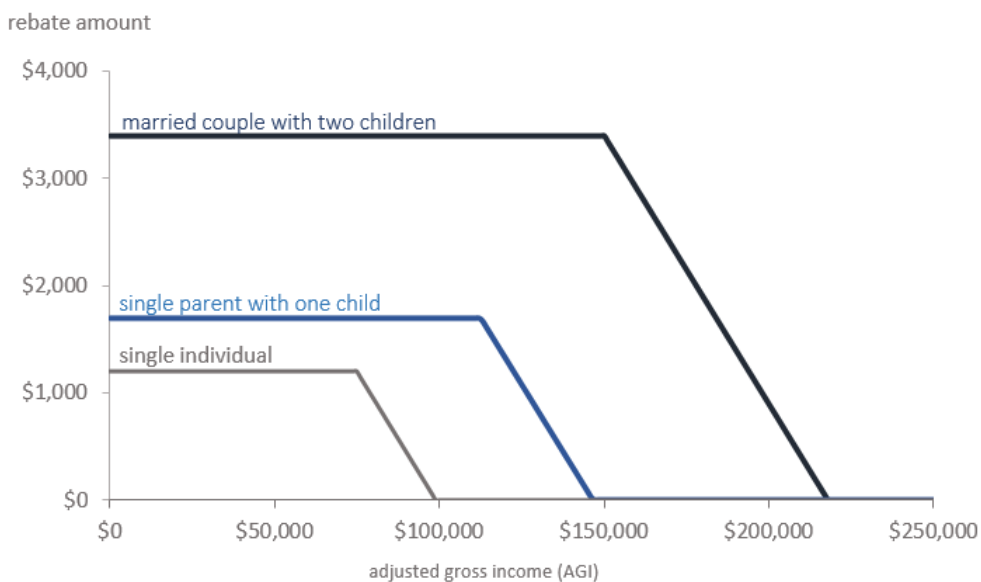 rebate amount
$4,000
married couple with two children
$3,000
$2,000
single parent with one child
single individual
$1,000
$0
$0 $50,000 $100,000 $150,000 $200,000 $250,000
adjusted gross income (AGI)